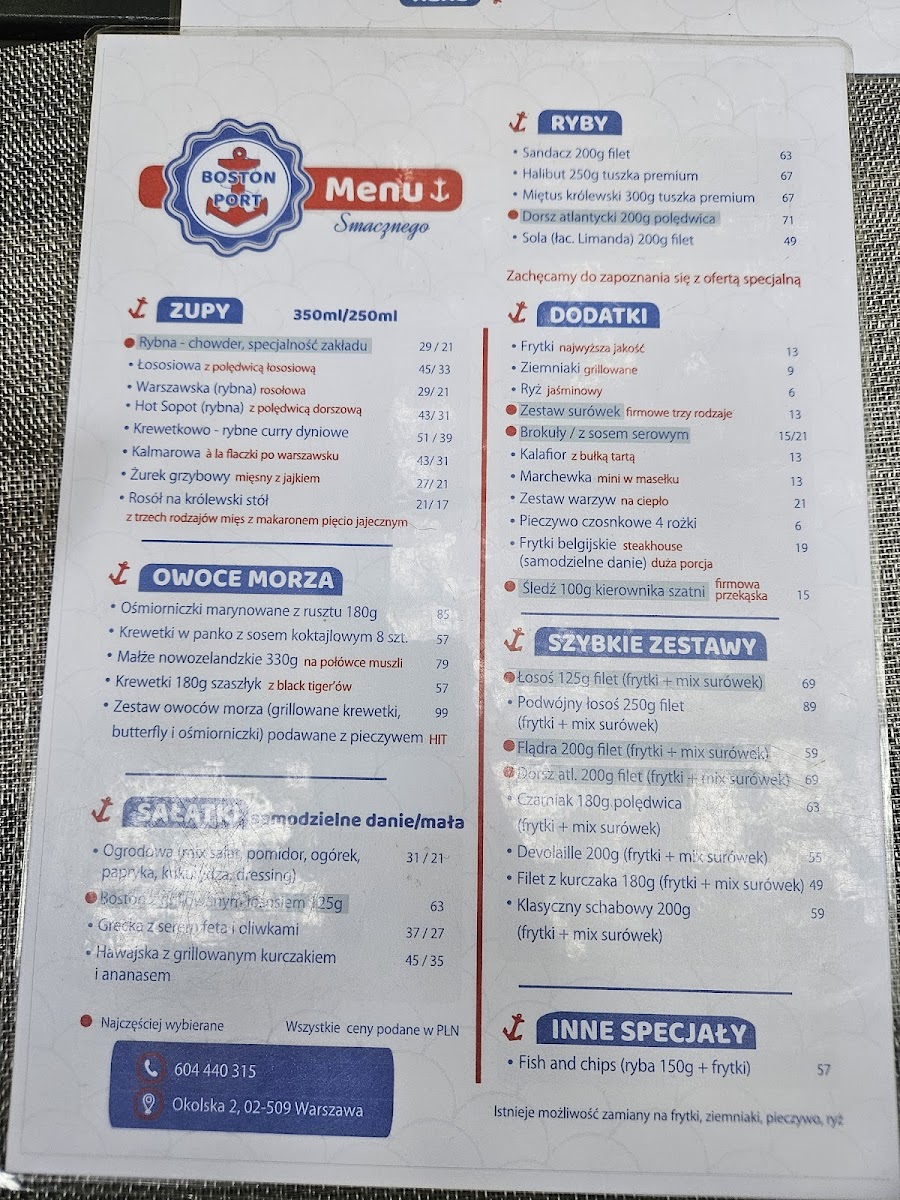 BOSTON
PORT
Menu
Smacznego
ZUPY 350ml/250ml
• Rybna - chowder, specjalność zakładu 29 / 21
• Łososiowa z polędwicą łososiową 45/ 33
• Warszawska (rybna) rosołowa 29/ 21
• Hot Sopot (rybna) z polędwicą dorszową 43/ 31
• Krewetkowo - rybne curry dyniowe 51 / 39
• Kalmarowa à la flaczki po warszawsku 43/ 31
• Żurek grzybowy mięsny z jajkiem 27/ 21
• Rosół na królewski stół 21/ 17
z trzech rodzajów mięs z makaronem pięcio jajecznym
OWOCE MORZA
• Ośmiorniczki marynowane z rusztu 180g 85
• Krewetki w panko z sosem koktajlowym 8 szt. 57
• Małże nowozelandzkie 330g na połówce muszli 79
• Krewetki 180g szaszłyk z black tiger'ów 57
• Zestaw owoców morza (grillowane krewetki, 99
butterfly i ośmiorniczki) podawane z pieczywem HIT
SAŁATKI samodzielne danie/mała
• Ogrodowa (mix sałat, pomidor, ogórek, 31 / 21
papryka, kukurydza, dressing)
• Boston z 125g 63
• Grecka z serem feta i oliwkami 37 / 27
• Hawajska z grillowanym kurczakiem 45 / 35
i ananasem
Najczęściej wybierane Wszystkie ceny podane w PLN
604 440 315
Okolska 2, 02-509 Warszawa
RYBY
• Sandacz 200g filet 63
• Halibut 250g tuszka premium 67
• Miętus królewski 300g tuszka premium 67
• Dorsz atlantycki 200g polędwica 71
• Sola (łac. Limanda) 200g filet 49
Zachęcamy do zapoznania się z ofertą specjalną
DODATKI
• Frytki najwyższa jakość 13
• Ziemniaki grillowane 9
• Ryż jaśminowy 6
• Zestaw surówek firmowe trzy rodzaje 13
• Brokuły / z sosem serowym 15/21
• Kalafior z bułką tartą 13
• Marchewka mini w masełku 13
• Zestaw warzyw na ciepło 21
• Pieczywo czosnkowe 4 rożki 6
• Frytki belgijskie steakhouse 19
(samodzielne danie) duża porcja
• Śledź 100g kierownika szatni firmowa przekąska 15
SZYBKIE ZESTAWY
• Łosoś 125g filet (frytki + mix surówek) 69
• Podwójny łosoś 250g filet 89
(frytki + mix surówek)
• Flądra 200g filet (frytki + mix surówek) 59
• Dorsz atl. 200g filet (frytki + mix surówek) 69
• Czarniak 180g polędwica 63
(frytki + mix surówek)
• Devolaille 200g (frytki + mix surówek) 55
• Filet z kurczaka 180g (frytki + mix surówek) 49
• Klasyczny schabowy 200g 59
(frytki + mix surówek)
INNE SPECJAŁY
• Fish and chips (ryba 150g + frytki) 57
Istnieje możliwość zamiany na frytki, ziemniaki, pieczywo, ryż